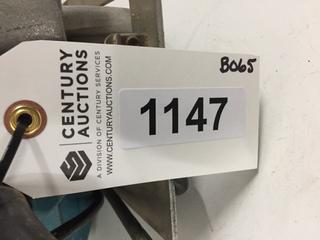 CENTURY
AUCTIONS
A DIVISION OF CENTURY SERVICES
WWW.CENTURYAUCTIONS.COM
1147
B065